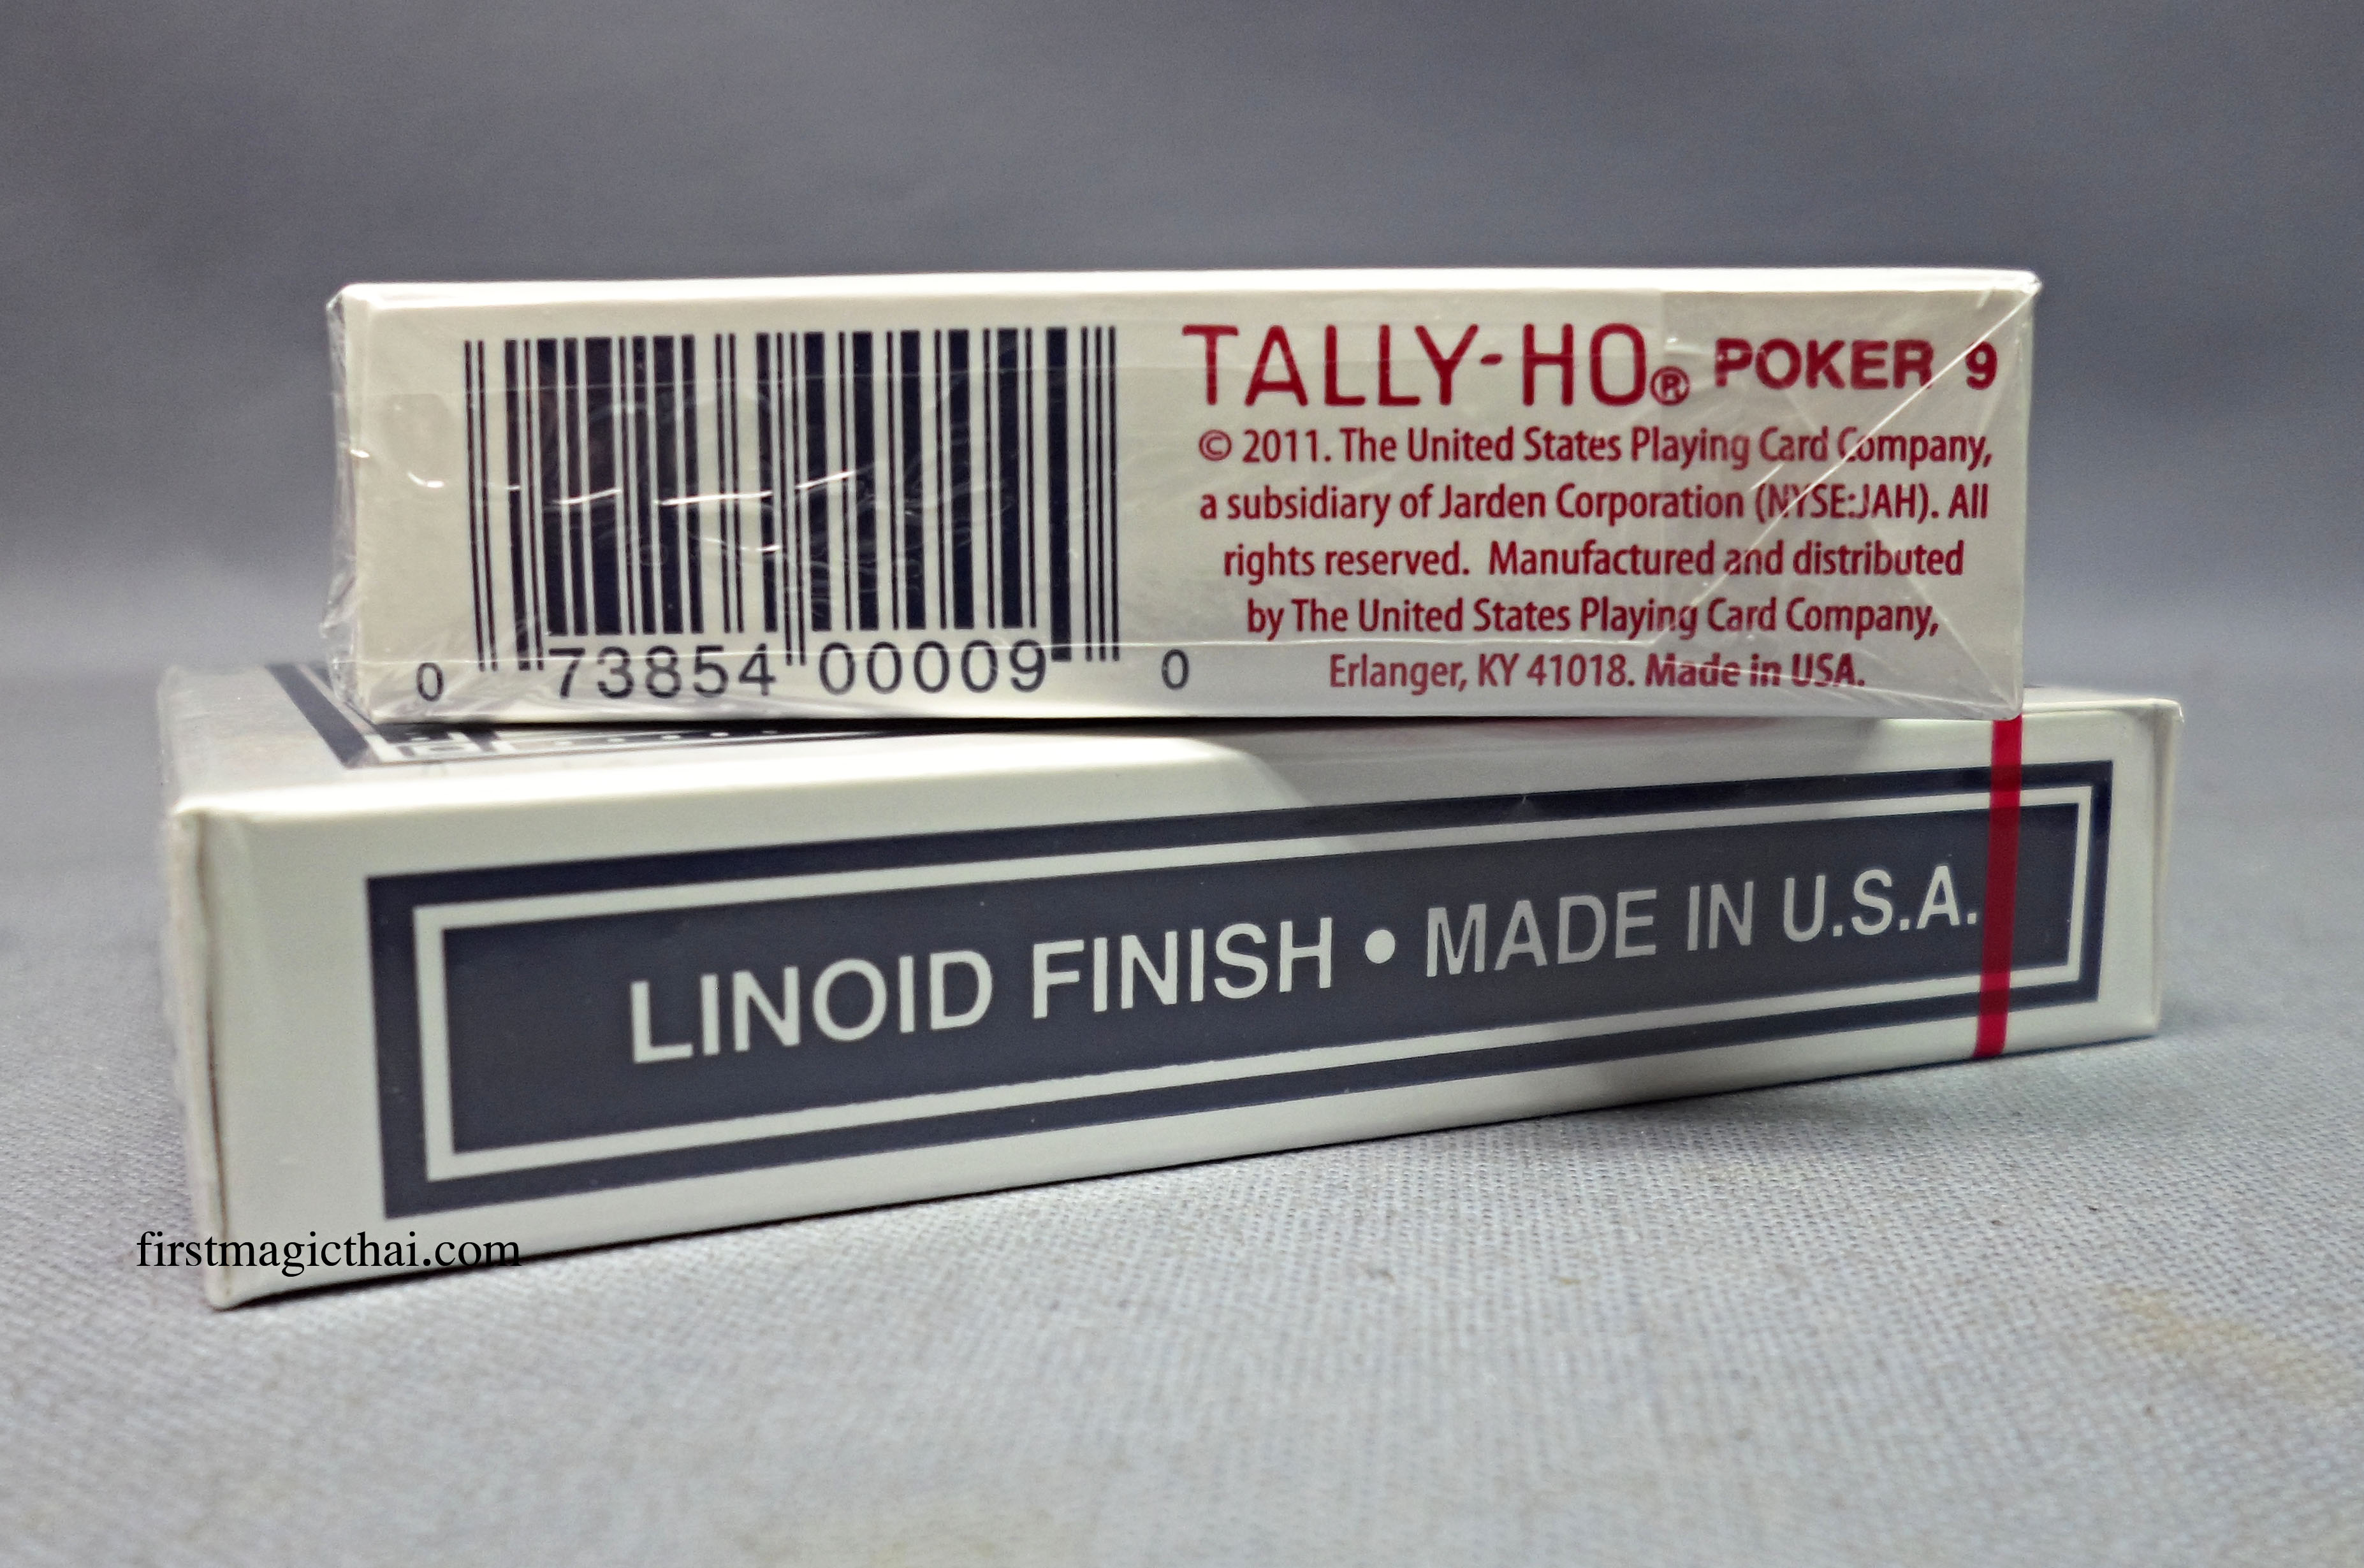 TALLY-HO® POKER 9
© 2011. The United States Playing Card Company,
a subsidiary of Jarden Corporation (NYSE:JAH). All
rights reserved. Manufactured and distributed
by The United States Playing Card Company,
Erlanger, KY 41018. Made in USA.
0 73854 00009 0
LINOID FINISH • MADE IN U.S.A.
firstmagicthai.com